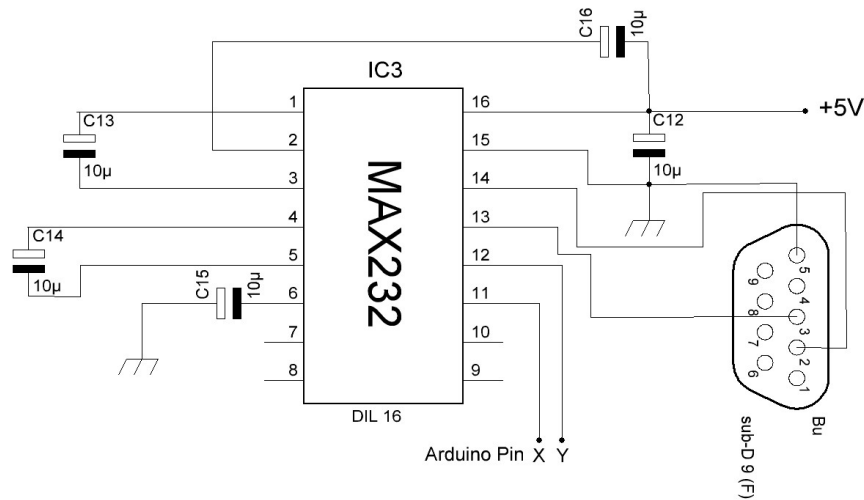 C16
10µ
IC3
+5V
1
16
C13
C12
2
15
10µ
10µ
3
14
MAX232
4
13
C14
5
12
10µ
C15
10µ
6
11
7
10
8
9
DIL 16
5
9
4
8
3
7
2
6
1
Bu
sub-D 9 (F)
Arduino Pin X Y